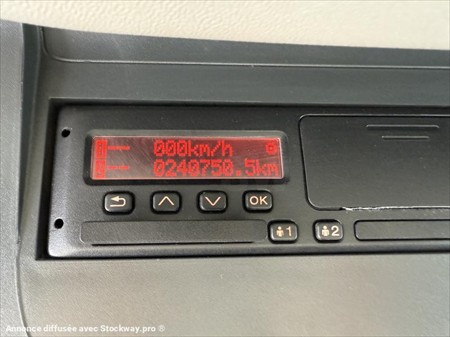 000km/h
0240750.5km
OK
1
2
Annonce diffusée avec Stockway.pro ®